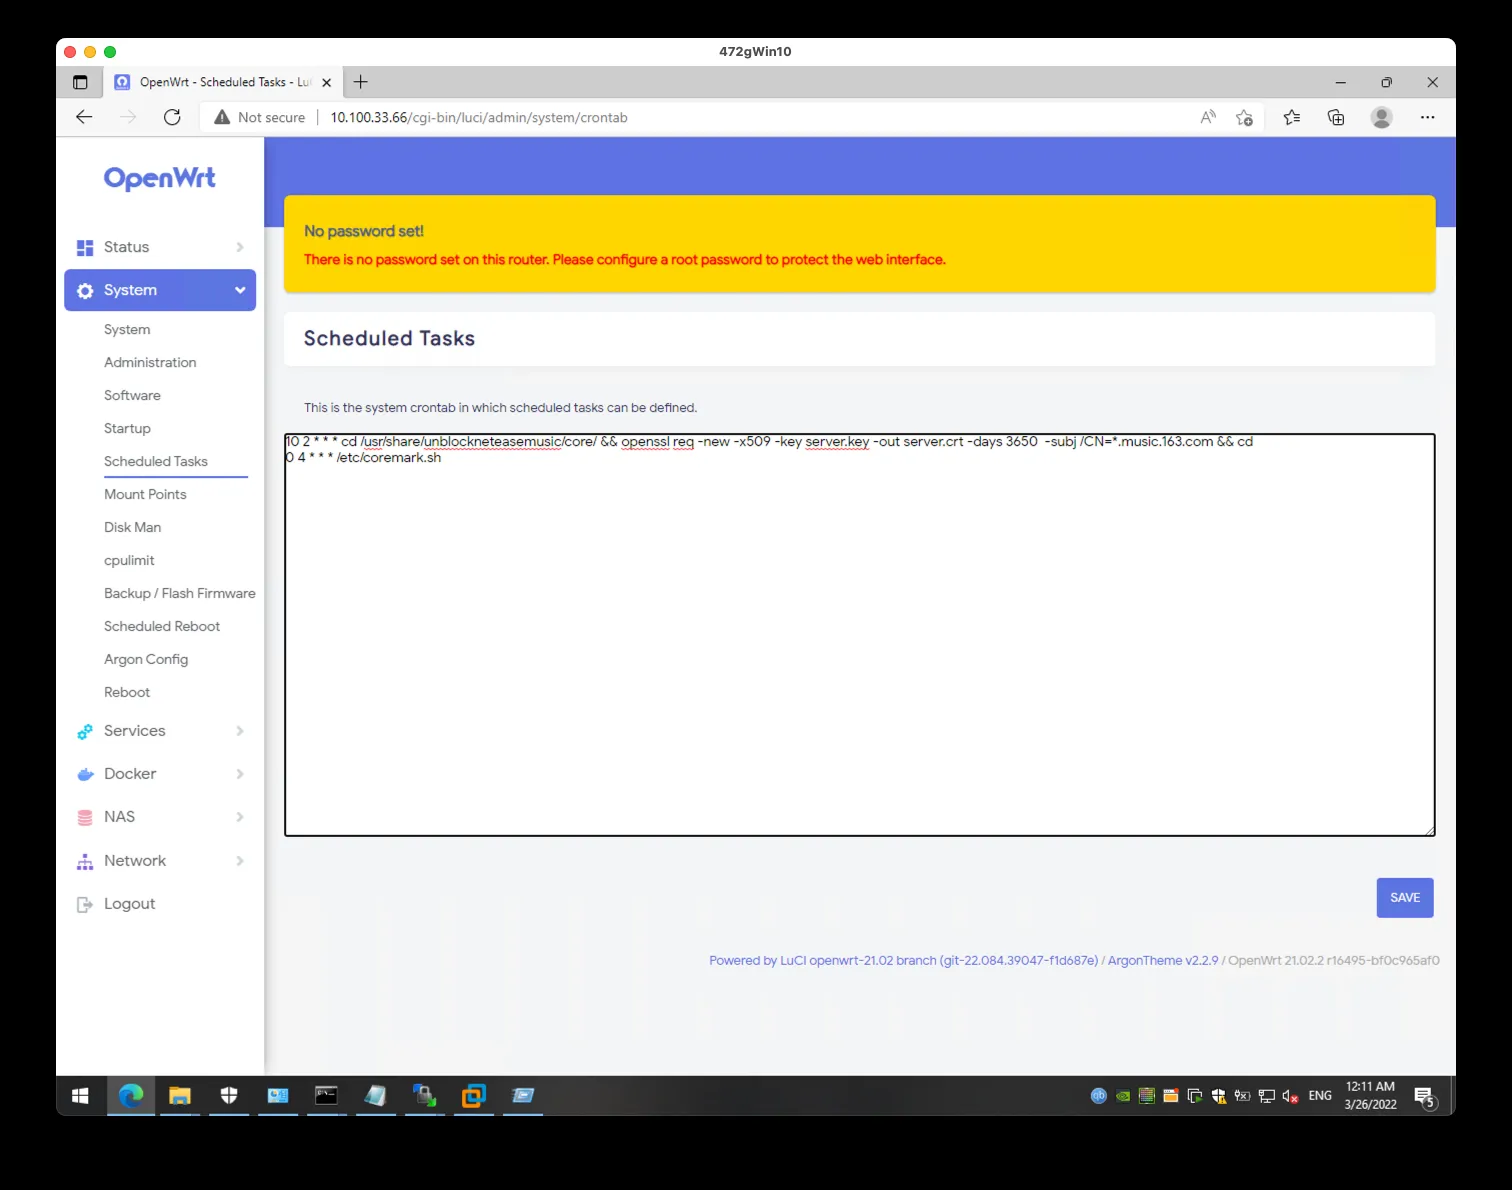 472gWin10
OpenWrt - Scheduled Tasks - Lu
Not secure
10.100.33.66/cgi-bin/luci/admin/system/crontab
OpenWrt
Status
System
System
Administration
Software
Startup
Scheduled Tasks
Mount Points
Disk Man
cpulimit
Backup / Flash Firmware
Scheduled Reboot
Argon Config
Reboot
Services
Docker
NAS
Network
Logout
No password set!
There is no password set on this router. Please configure a root password to protect the web interface.
Scheduled Tasks
This is the system crontab in which scheduled tasks can be defined.
10 2 * * * cd /usr/share/unblockneteasemusic/core/ && openssl req -new -x509 -key server.key -out server.crt -days 3650  -subj /CN=*.music.163.com && cd
0 4 * * * /etc/coremark.sh
SAVE
Powered by LuCI openwrt-21.02 branch (git-22.084.39047-f1d687e) / ArgonTheme v2.2.9 / OpenWrt 21.02.2 r16495-bf0c965af0
ENG
12:11 AM
3/26/2022
5